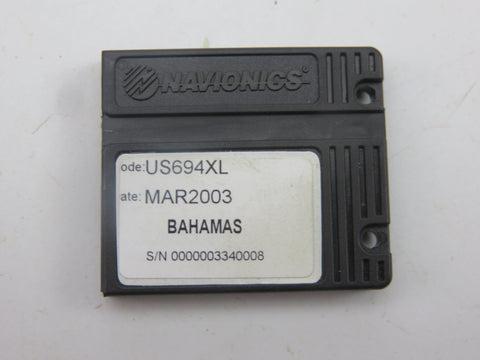 NAVIONICS®
ode: US694XL
ate: MAR2003
BAHAMAS
S/N 0000003340008